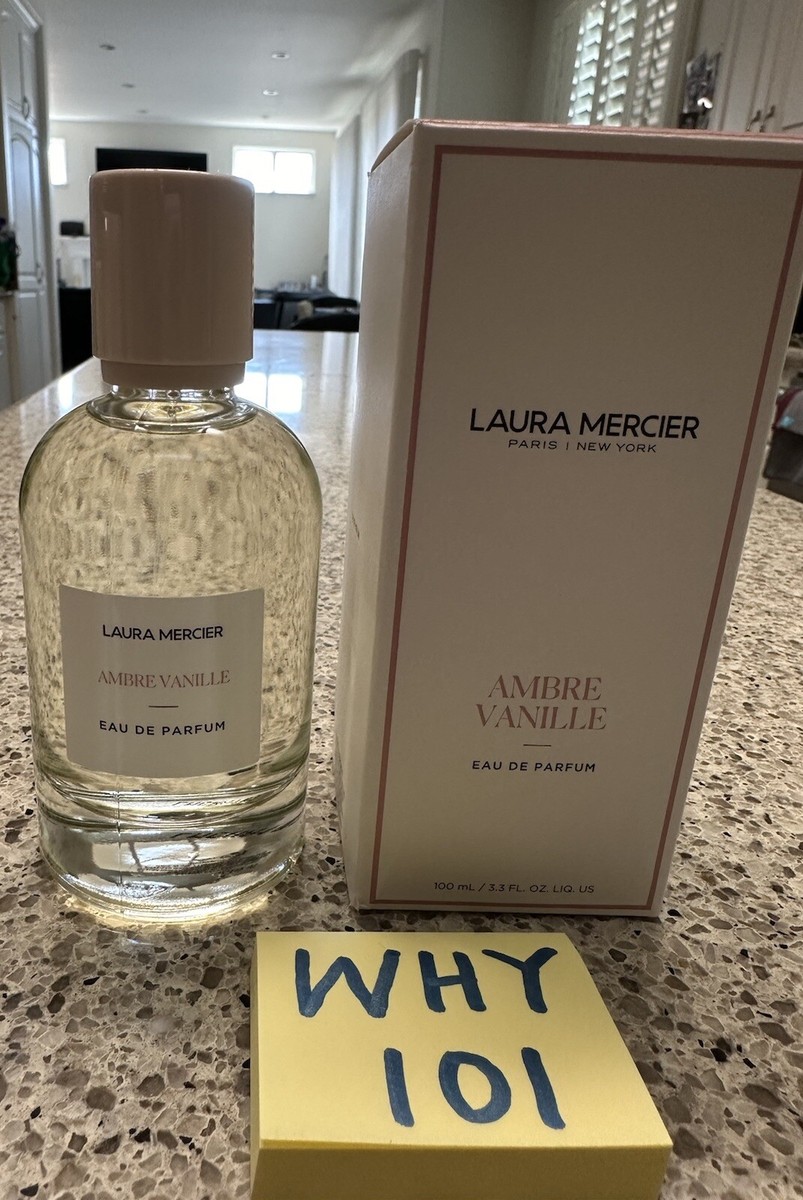 LAURA MERCIER
AMBRE VANILLE
EAU DE PARFUM
LAURA MERCIER
PARIS | NEW YORK
AMBRE
VANILLE
EAU DE PARFUM
100 mL / 3.3 FL. OZ. LIQ. US
WHY
101